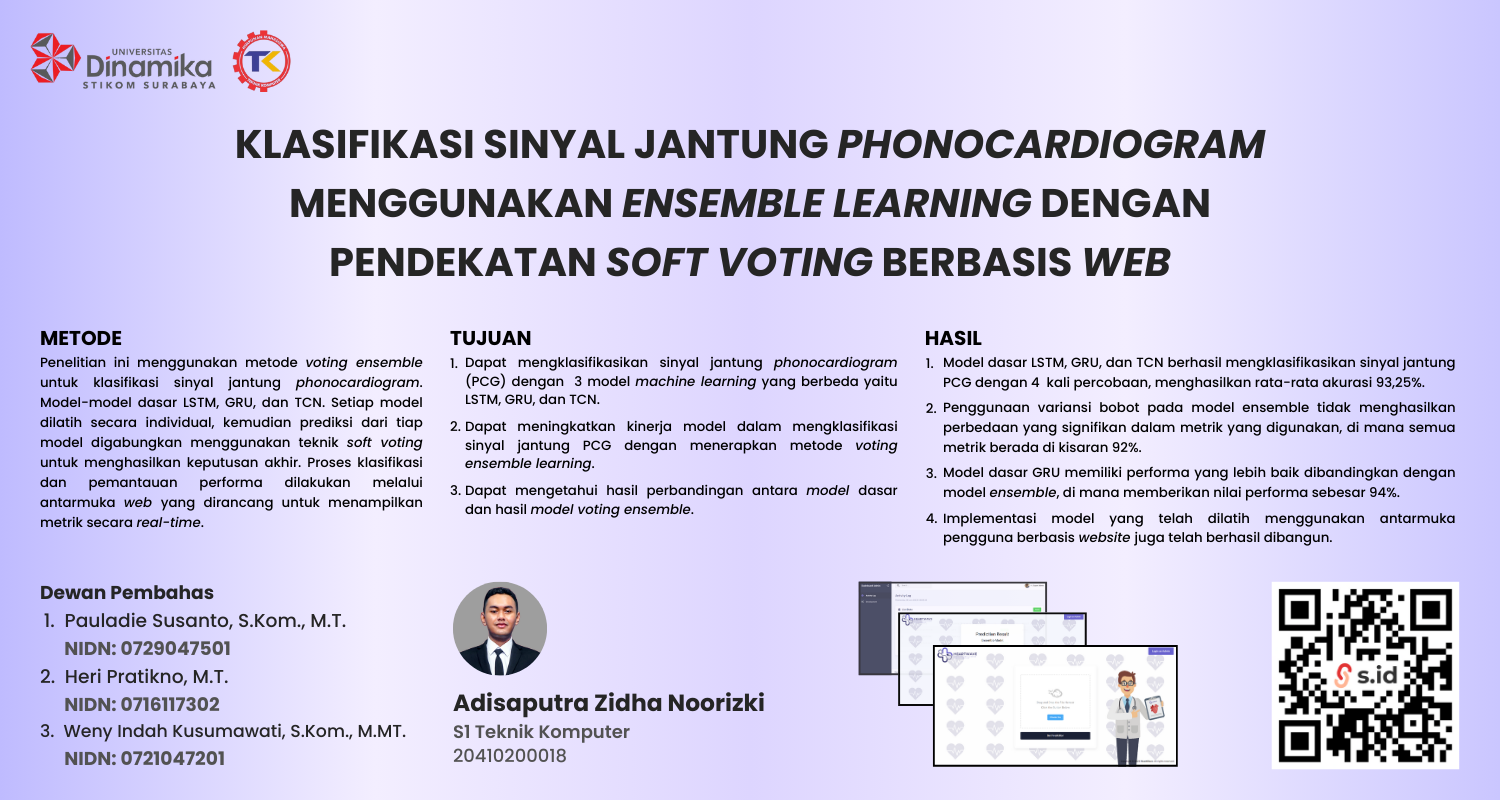 UNIVERSITAS
Dinamika
STIKOM SURABAYA
TK
KLASIFIKASI SINYAL JANTUNG PHONOCARDIOGRAM
MENGGUNAKAN ENSEMBLE LEARNING DENGAN
PENDEKATAN SOFT VOTING BERBASIS WEB
METODE
Penelitian ini menggunakan metode voting ensemble
untuk klasifikasi sinyal jantung phonocardiogram.
Model-model dasar LSTM, GRU, dan TCN. Setiap model
dilatih secara individual, kemudian prediksi dari tiap
model digabungkan menggunakan teknik soft voting
untuk menghasilkan keputusan akhir. Proses klasifikasi
dan pemantauan performa dilakukan melalui
antarmuka web yang dirancang untuk menampilkan
metrik secara real-time.
TUJUAN
1. Dapat mengklasifikasikan sinyal jantung phonocardiogram
(PCG) dengan 3 model machine learning yang berbeda yaitu
LSTM, GRU, dan TCN.
2. Dapat meningkatkan kinerja model dalam mengklasifikasi
sinyal jantung PCG dengan menerapkan metode voting
ensemble learning.
3. Dapat mengetahui hasil perbandingan antara model dasar
dan hasil model voting ensemble.
HASIL
1. Model dasar LSTM, GRU, dan TCN berhasil mengklasifikasikan sinyal jantung
PCG dengan 4 kali percobaan, menghasilkan rata-rata akurasi 93,25%.
2. Penggunaan variansi bobot pada model ensemble tidak menghasilkan
perbedaan yang signifikan dalam metrik yang digunakan, di mana semua
metrik berada di kisaran 92%.
3. Model dasar GRU memiliki performa yang lebih baik dibandingkan dengan
model ensemble, di mana memberikan nilai performa sebesar 94%.
4. Implementasi model yang telah dilatih menggunakan antarmuka
pengguna berbasis website juga telah berhasil dibangun.
Dewan Pembahas
1. Pauladie Susanto, S.Kom., M.T.
NIDN: 0729047501
2. Heri Pratikno, M.T.
NIDN: 0716117302
3. Weny Indah Kusumawati, S.Kom., M.MT.
NIDN: 0721047201
Adisaputra Zidha Noorizki
S1 Teknik Komputer
20410200018
Prediction Result
s.id